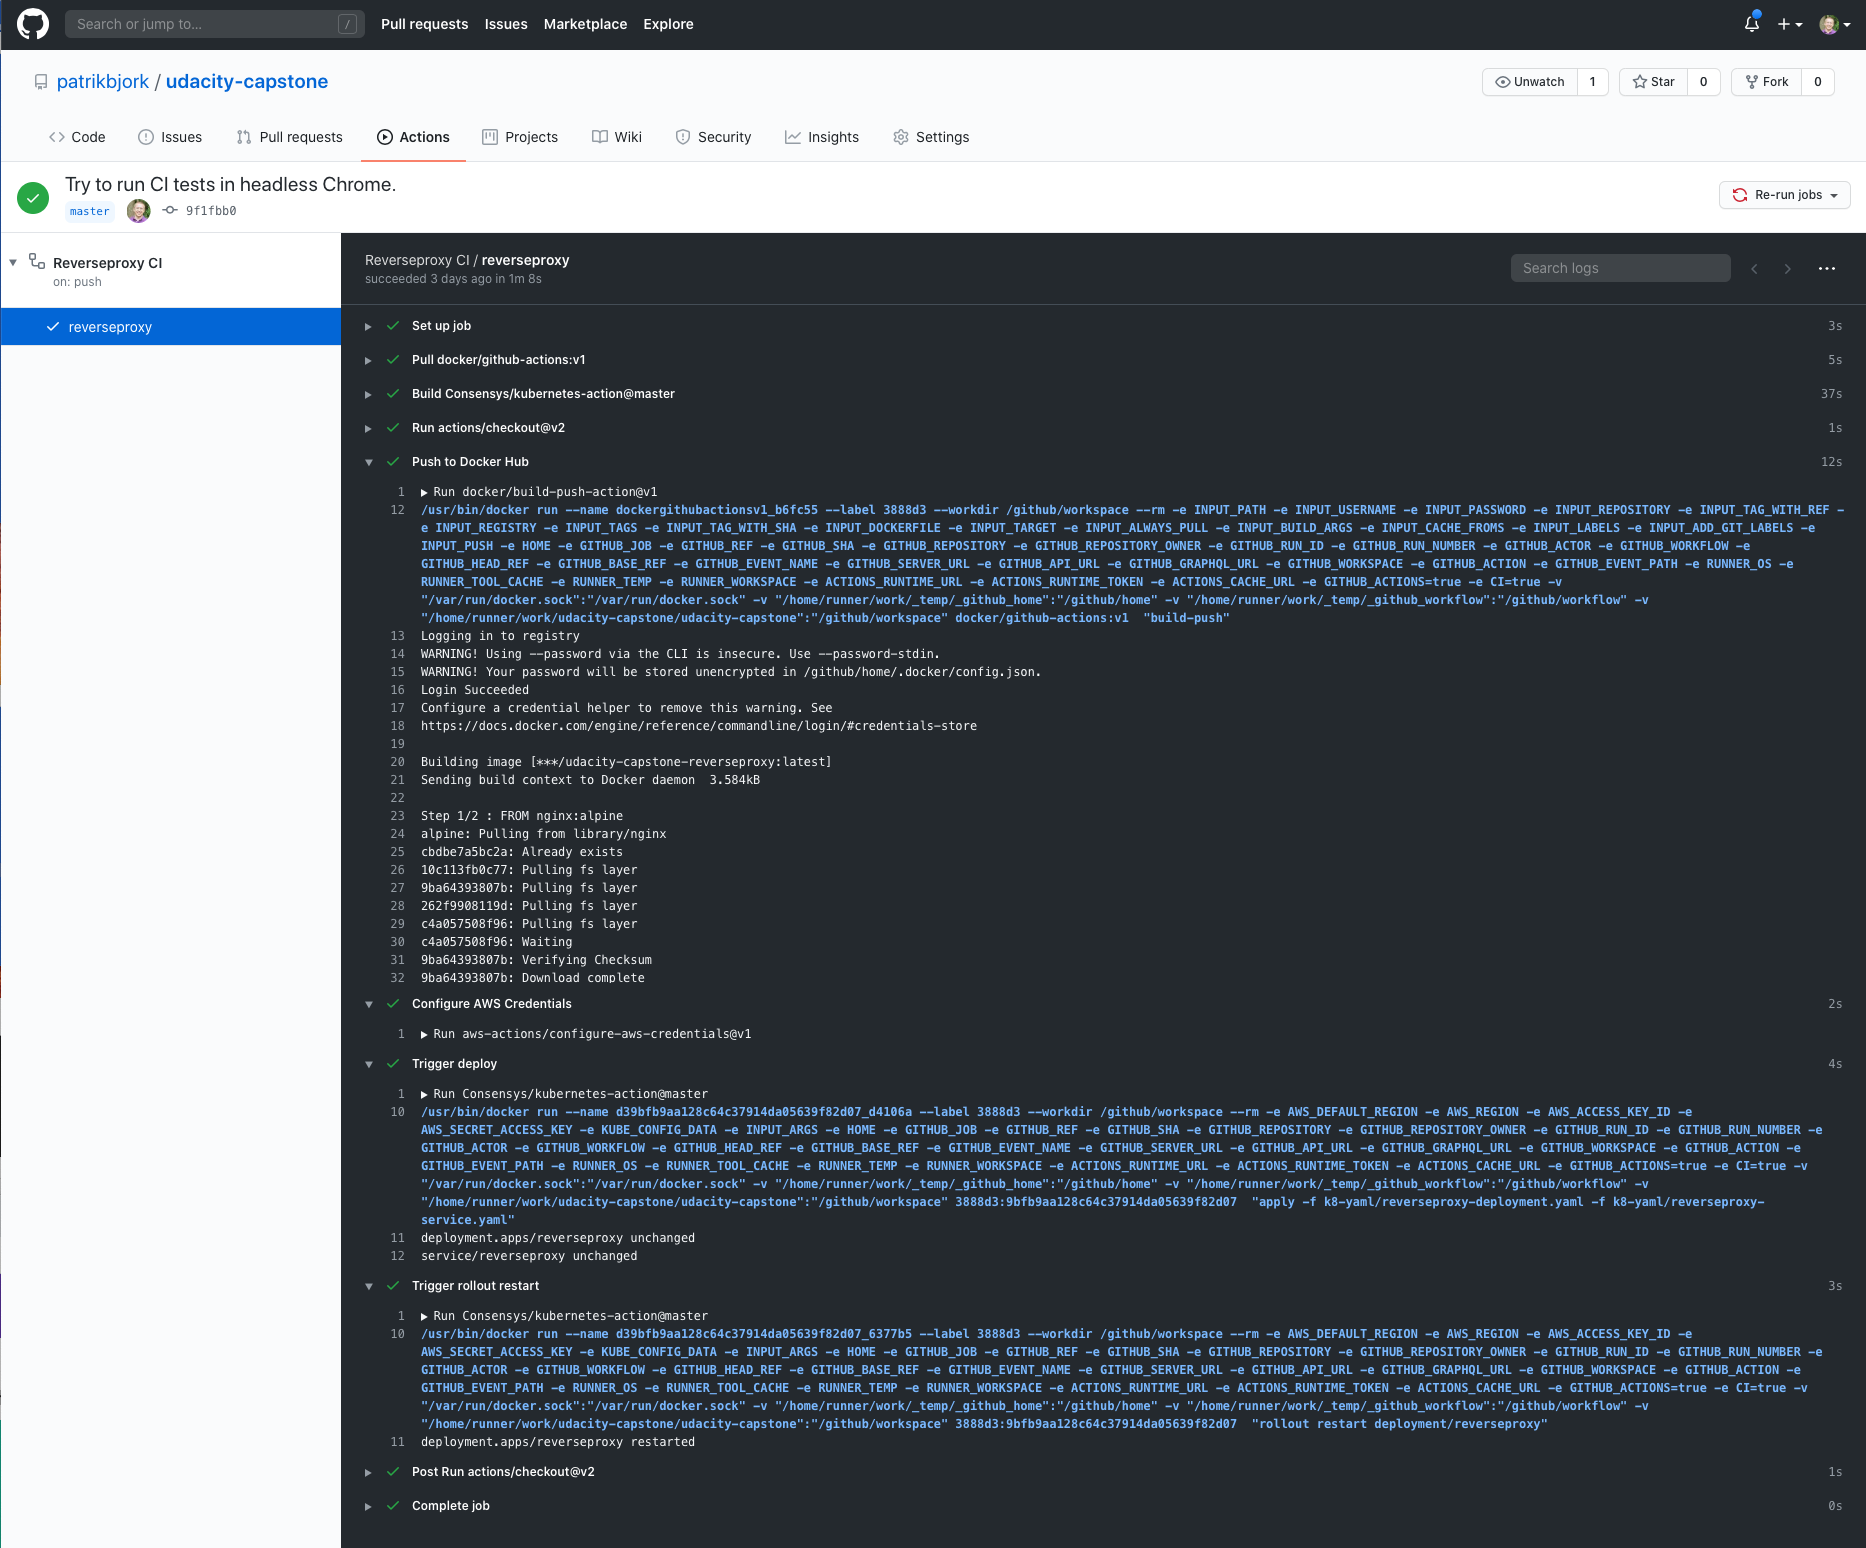 Search or jump to...
/
Pull requests
Issues
Marketplace
Explore
patrikbjork / udacity-capstone
Unwatch
1
Star
0
Fork
0
Code
Issues
Pull requests
Actions
Projects
Wiki
Security
Insights
Settings
Try to run CI tests in headless Chrome.
master
9f1fbb0
Re-run jobs
Reverseproxy CI
on: push
reverseproxy
Reverseproxy CI / reverseproxy
succeeded 3 days ago in 1m 8s
Search logs
Set up job 3s
Pull docker/github-actions:v1 5s
Build Consensys/kubernetes-action@master 37s
Run actions/checkout@v2 1s
Push to Docker Hub 12s
1 Run docker/build-push-action@v1
12 /usr/bin/docker run --name dockergithubactionsv1_b6fc55 --label 3888d3 --workdir /github/workspace --rm -e INPUT_PATH -e INPUT_USERNAME -e INPUT_PASSWORD -e INPUT_REPOSITORY -e INPUT_TAG_WITH_REF -
e INPUT_REGISTRY -e INPUT_TAGS -e INPUT_TAG_WITH_SHA -e INPUT_DOCKERFILE -e INPUT_TARGET -e INPUT_ALWAYS_PULL -e INPUT_BUILD_ARGS -e INPUT_CACHE_FROMS -e INPUT_LABELS -e INPUT_ADD_GIT_LABELS -e
INPUT_PUSH -e HOME -e GITHUB_JOB -e GITHUB_REF -e GITHUB_SHA -e GITHUB_REPOSITORY -e GITHUB_REPOSITORY_OWNER -e GITHUB_RUN_ID -e GITHUB_RUN_NUMBER -e GITHUB_ACTOR -e GITHUB_WORKFLOW -e
GITHUB_HEAD_REF -e GITHUB_BASE_REF -e GITHUB_EVENT_NAME -e GITHUB_SERVER_URL -e GITHUB_API_URL -e GITHUB_GRAPHQL_URL -e GITHUB_WORKSPACE -e GITHUB_ACTION -e GITHUB_EVENT_PATH -e RUNNER_OS -e
RUNNER_TOOL_CACHE -e RUNNER_TEMP -e RUNNER_WORKSPACE -e ACTIONS_RUNTIME_URL -e ACTIONS_RUNTIME_TOKEN -e ACTIONS_CACHE_URL -e GITHUB_ACTIONS=true -e CI=true -v
"/var/run/docker.sock":"/var/run/docker.sock" -v "/home/runner/work/_temp/_github_home":"/github/home" -v "/home/runner/work/_temp/_github_workflow":"/github/workflow" -v
"/home/runner/work/udacity-capstone/udacity-capstone":"/github/workspace" docker/github-actions:v1  "build-push"
13 Logging in to registry
14 WARNING! Using --password via the CLI is insecure. Use --password-stdin.
15 WARNING! Your password will be stored unencrypted in /github/home/.docker/config.json.
16 Login Succeeded
17 Configure a credential helper to remove this warning. See
18 https://docs.docker.com/engine/reference/commandline/login/#credentials-store
19
20 Building image [***/udacity-capstone-reverseproxy:latest]
21 Sending build context to Docker daemon  3.584kB
22
23 Step 1/2 : FROM nginx:alpine
24 alpine: Pulling from library/nginx
25 cbdbe7a5bc2a: Already exists
26 10c113fb0c77: Pulling fs layer
27 9ba64393807b: Pulling fs layer
28 262f9908119d: Pulling fs layer
29 c4a057508f96: Pulling fs layer
30 c4a057508f96: Waiting
31 9ba64393807b: Verifying Checksum
32 9ba64393807b: Download complete
Configure AWS Credentials 2s
1 Run aws-actions/configure-aws-credentials@v1
Trigger deploy 4s
1 Run Consensys/kubernetes-action@master
10 /usr/bin/docker run --name d39bfb9aa128c64c37914da05639f82d07_d4106a --label 3888d3 --workdir /github/workspace --rm -e AWS_DEFAULT_REGION -e AWS_REGION -e AWS_ACCESS_KEY_ID -e
AWS_SECRET_ACCESS_KEY -e KUBE_CONFIG_DATA -e INPUT_ARGS -e HOME -e GITHUB_JOB -e GITHUB_REF -e GITHUB_SHA -e GITHUB_REPOSITORY -e GITHUB_REPOSITORY_OWNER -e GITHUB_RUN_ID -e GITHUB_RUN_NUMBER -e
GITHUB_ACTOR -e GITHUB_WORKFLOW -e GITHUB_HEAD_REF -e GITHUB_BASE_REF -e GITHUB_EVENT_NAME -e GITHUB_SERVER_URL -e GITHUB_API_URL -e GITHUB_GRAPHQL_URL -e GITHUB_WORKSPACE -e GITHUB_ACTION -e
GITHUB_EVENT_PATH -e RUNNER_OS -e RUNNER_TOOL_CACHE -e RUNNER_TEMP -e RUNNER_WORKSPACE -e ACTIONS_RUNTIME_URL -e ACTIONS_RUNTIME_TOKEN -e ACTIONS_CACHE_URL -e GITHUB_ACTIONS=true -e CI=true -v
"/var/run/docker.sock":"/var/run/docker.sock" -v "/home/runner/work/_temp/_github_home":"/github/home" -v "/home/runner/work/_temp/_github_workflow":"/github/workflow" -v
"/home/runner/work/udacity-capstone/udacity-capstone":"/github/workspace" 3888d3:9bfb9aa128c64c37914da05639f82d07  "apply -f k8-yaml/reverseproxy-deployment.yaml -f k8-yaml/reverseproxy-
service.yaml"
11 deployment.apps/reverseproxy unchanged
12 service/reverseproxy unchanged
Trigger rollout restart 3s
1 Run Consensys/kubernetes-action@master
10 /usr/bin/docker run --name d39bfb9aa128c64c37914da05639f82d07_6377b5 --label 3888d3 --workdir /github/workspace --rm -e AWS_DEFAULT_REGION -e AWS_REGION -e AWS_ACCESS_KEY_ID -e
AWS_SECRET_ACCESS_KEY -e KUBE_CONFIG_DATA -e INPUT_ARGS -e HOME -e GITHUB_JOB -e GITHUB_REF -e GITHUB_SHA -e GITHUB_REPOSITORY -e GITHUB_REPOSITORY_OWNER -e GITHUB_RUN_ID -e GITHUB_RUN_NUMBER -e
GITHUB_ACTOR -e GITHUB_WORKFLOW -e GITHUB_HEAD_REF -e GITHUB_BASE_REF -e GITHUB_EVENT_NAME -e GITHUB_SERVER_URL -e GITHUB_API_URL -e GITHUB_GRAPHQL_URL -e GITHUB_WORKSPACE -e GITHUB_ACTION -e
GITHUB_EVENT_PATH -e RUNNER_OS -e RUNNER_TOOL_CACHE -e RUNNER_TEMP -e RUNNER_WORKSPACE -e ACTIONS_RUNTIME_URL -e ACTIONS_RUNTIME_TOKEN -e ACTIONS_CACHE_URL -e GITHUB_ACTIONS=true -e CI=true -v
"/var/run/docker.sock":"/var/run/docker.sock" -v "/home/runner/work/_temp/_github_home":"/github/home" -v "/home/runner/work/_temp/_github_workflow":"/github/workflow" -v
"/home/runner/work/udacity-capstone/udacity-capstone":"/github/workspace" 3888d3:9bfb9aa128c64c37914da05639f82d07  "rollout restart deployment/reverseproxy"
11 deployment.apps/reverseproxy restarted
Post Run actions/checkout@v2 1s
Complete job 0s